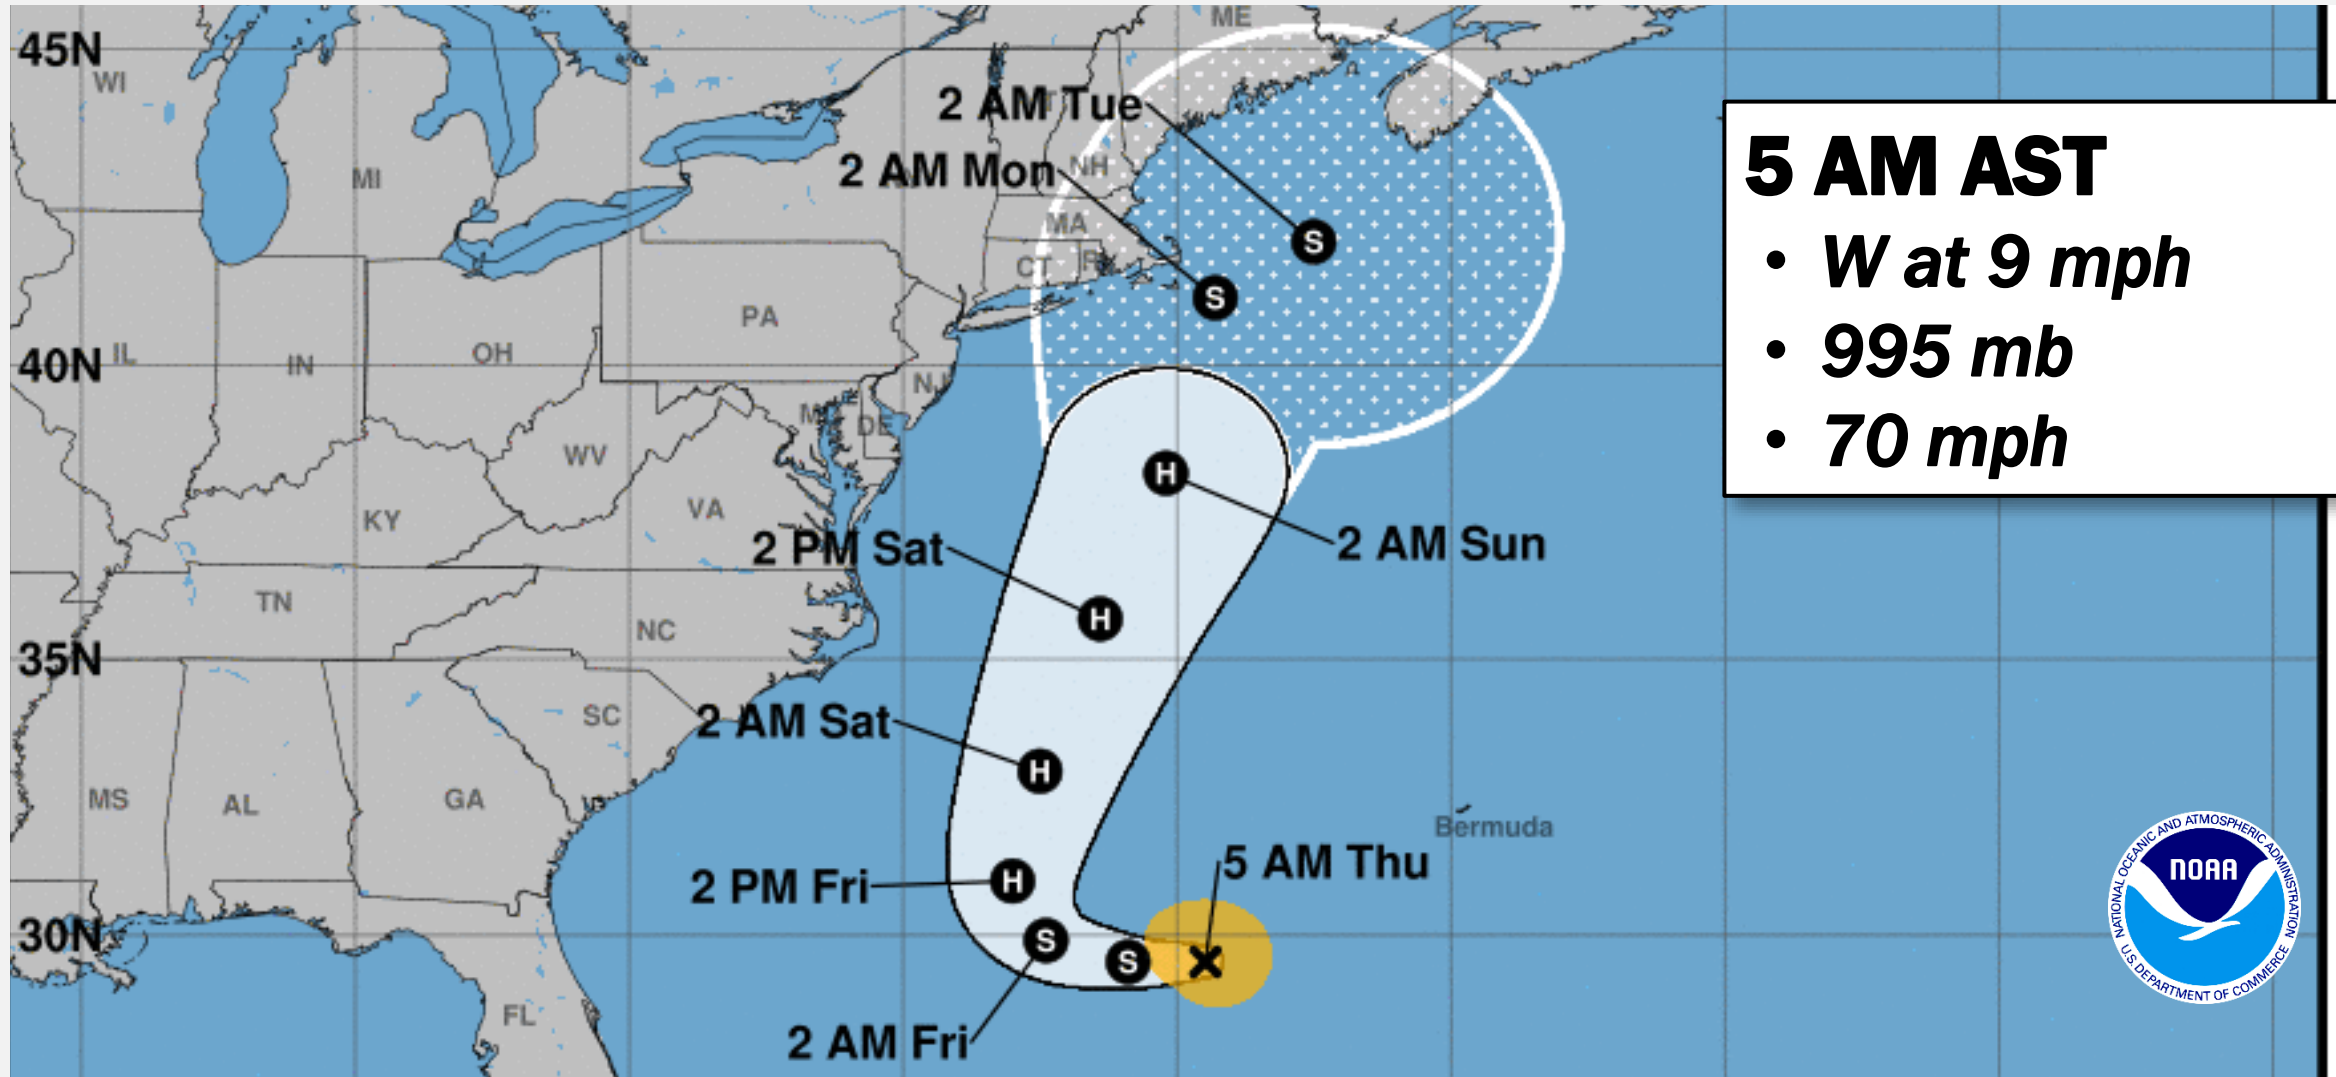 ME
45N
WI
2 AM Tue
5 AM AST
2 AM Mon
NH
MI
S
• W at 9 mph
MA
CT
S
PA
• 995 mb
IL
OH
IN
40N
NJ
• 70 mph
DE
WV
H
KY
VA
2 PM Sat
2 AM Sun
TN
NC
H
35N
SC
2 AM Sat
H
MS
AL
GA
Bermuda
5 AM Thu
2 PM Fri
H
30N
S
S
FL
2 AM Fri
NATIONAL OCEANIC AND ATMOSPHERIC ADMINISTRATION
NOAA
U.S. DEPARTMENT OF COMMERCE